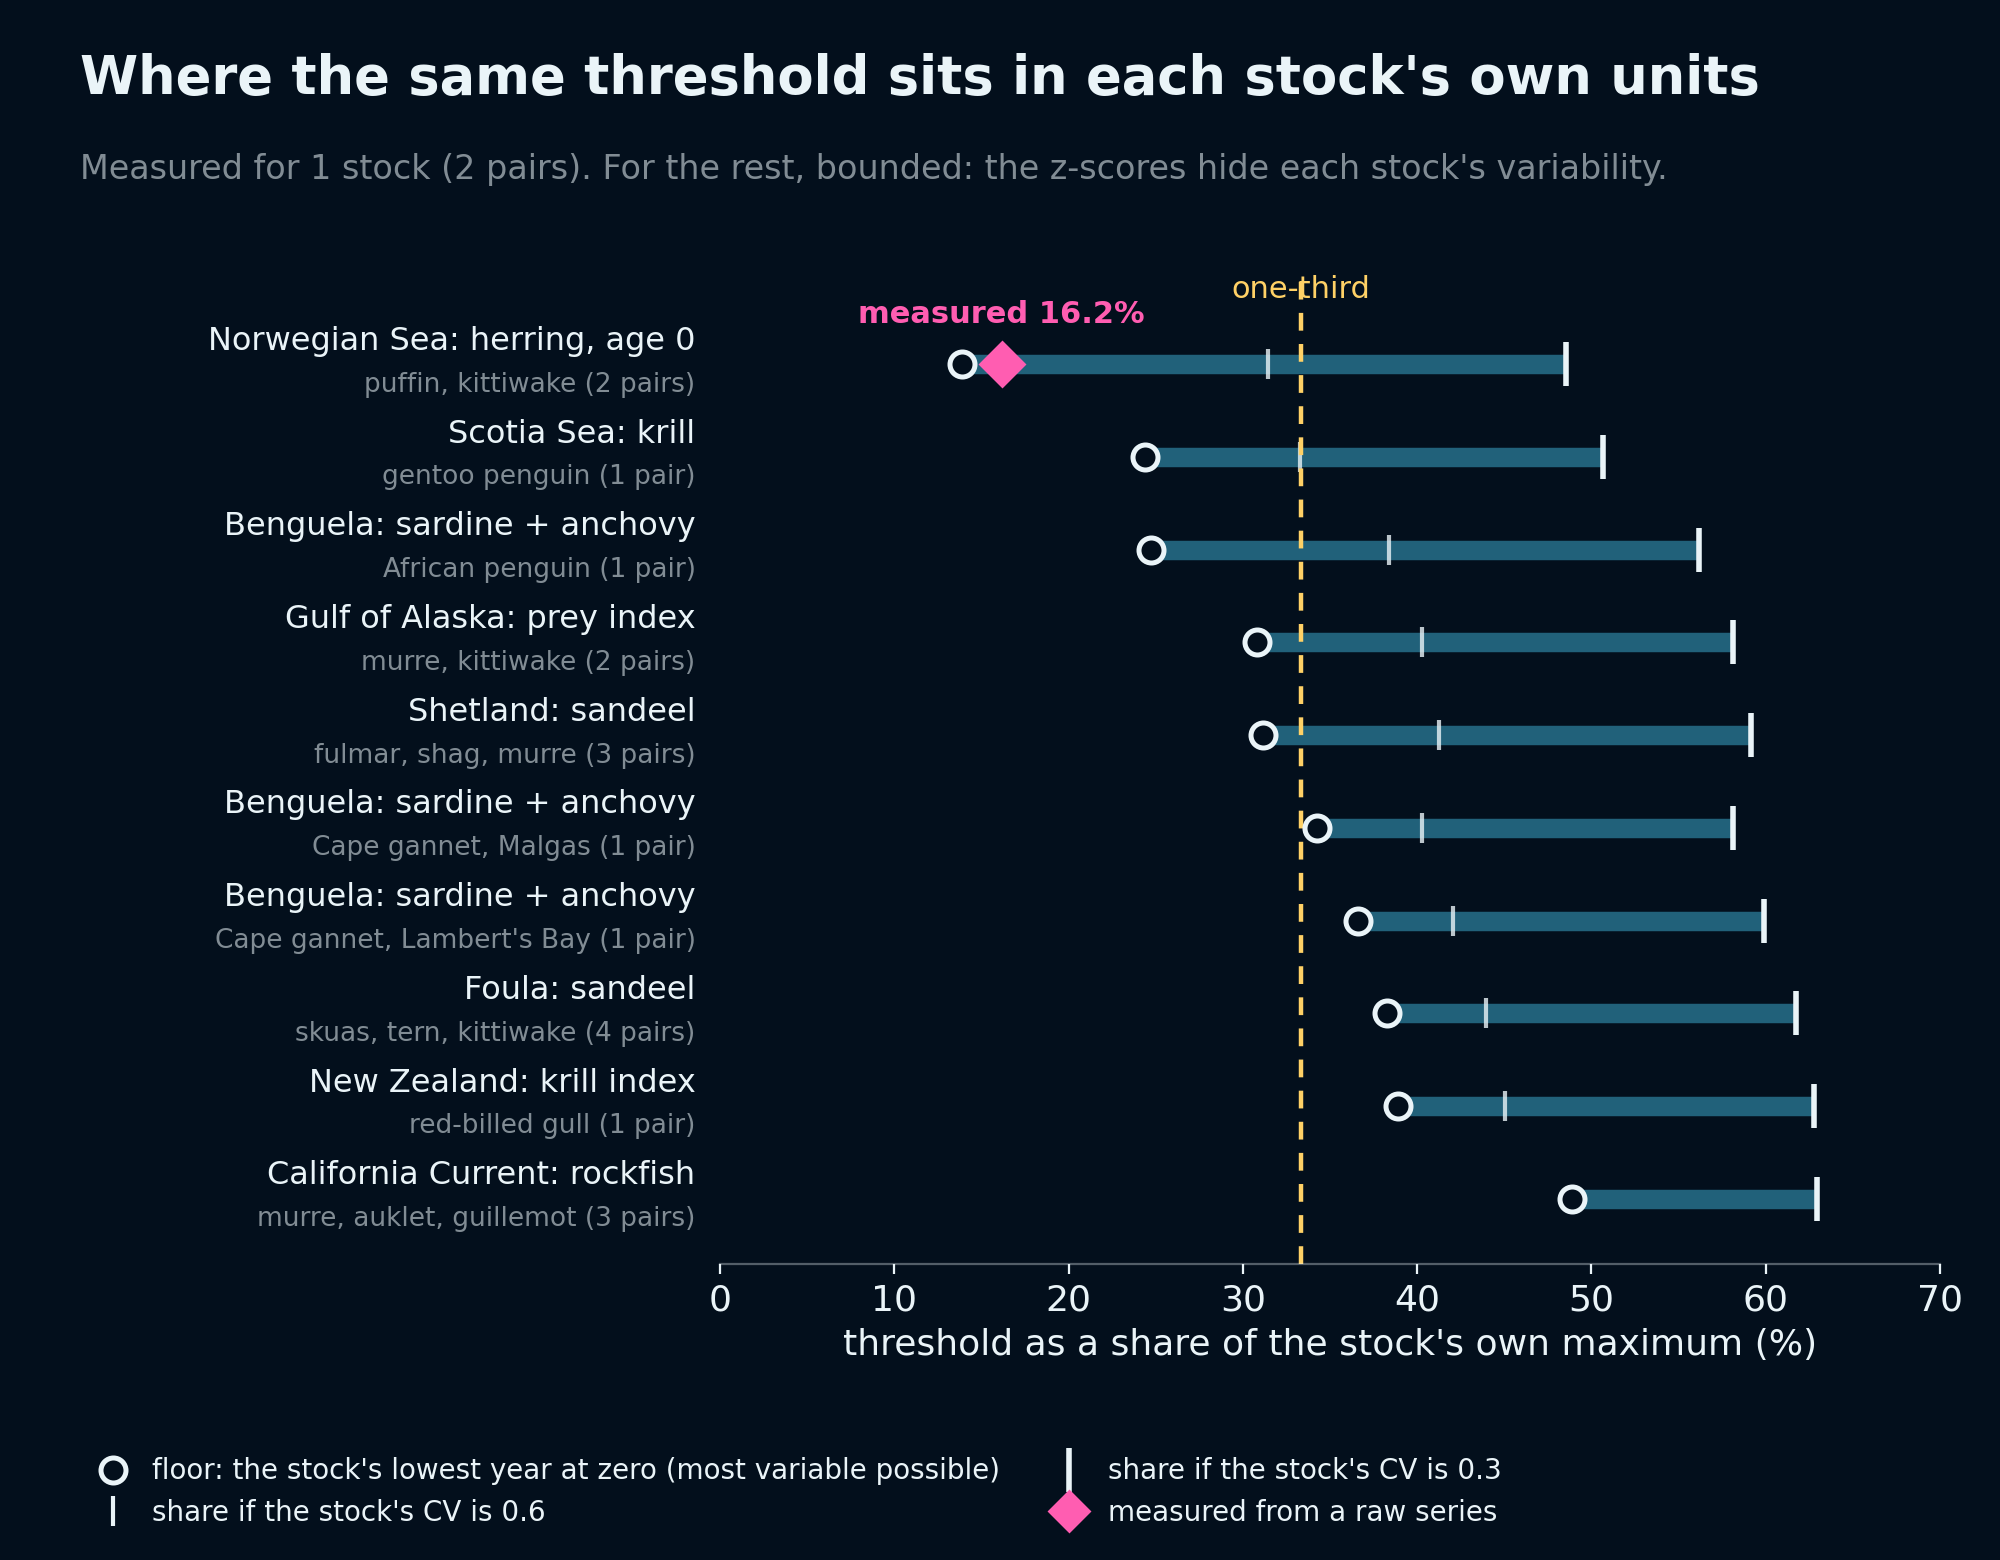 Where the same threshold sits in each stock's own units
Measured for 1 stock (2 pairs). For the rest, bounded: the z-scores hide each stock's variability.
one-third
measured 16.2%
Norwegian Sea: herring, age 0
puffin, kittiwake (2 pairs)
Scotia Sea: krill
gentoo penguin (1 pair)
Benguela: sardine + anchovy
African penguin (1 pair)
Gulf of Alaska: prey index
murre, kittiwake (2 pairs)
Shetland: sandeel
fulmar, shag, murre (3 pairs)
Benguela: sardine + anchovy
Cape gannet, Malgas (1 pair)
Benguela: sardine + anchovy
Cape gannet, Lambert's Bay (1 pair)
Foula: sandeel
skuas, tern, kittiwake (4 pairs)
New Zealand: krill index
red-billed gull (1 pair)
California Current: rockfish
murre, auklet, guillemot (3 pairs)
0 10 20 30 40 50 60 70
threshold as a share of the stock's own maximum (%)
floor: the stock's lowest year at zero (most variable possible)
share if the stock's CV is 0.6
share if the stock's CV is 0.3
measured from a raw series